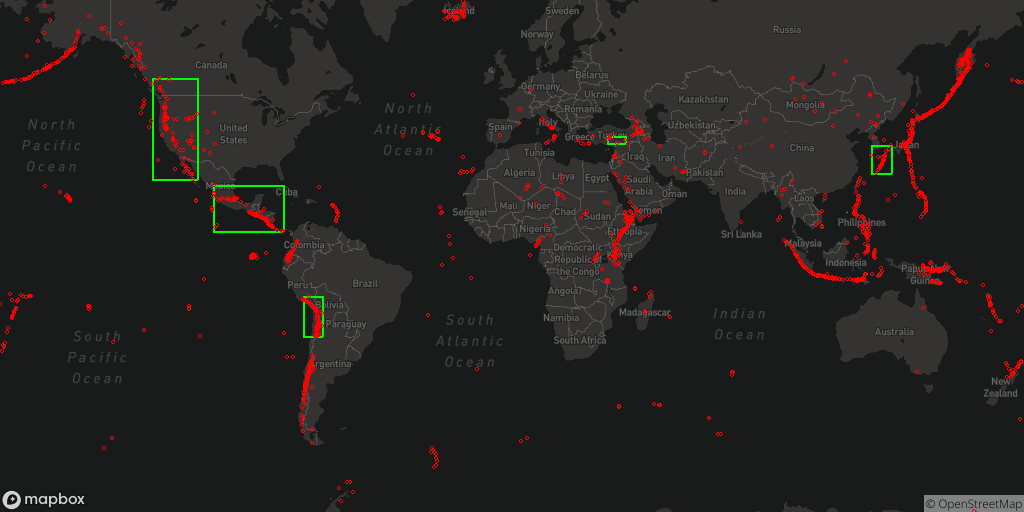 Iceland
Sweden
Norway
Russia
Canada
Belarus
Germany
Ukraine
Kazakhstan
Mongolia
North
Pacific
Ocean
North
Atlantic
Ocean
United
States
Romania
Spain
Italy
Greece
Uzbekistan
Japan
China
Tunisia
Iraq
Iran
Algeria
Libya
Egypt
Saudi
Arabia
Pakistan
Mexico
Cuba
Oman
India
Laos
Senegal
Mali
Niger
Chad
Sudan
Yemen
Philippines
Nigeria
Ethiopia
Sri Lanka
Colombia
Malaysia
Democratic
Republic of
the Congo
Kenya
Indonesia
Papua New
Guinea
Peru
Brazil
Bolivia
Angola
Paraguay
Namibia
Madagascar
South
Pacific
Ocean
South
Atlantic
Ocean
Indian
Ocean
Australia
South Africa
Argentina
New
Zealand
mapbox
© OpenStreetMap